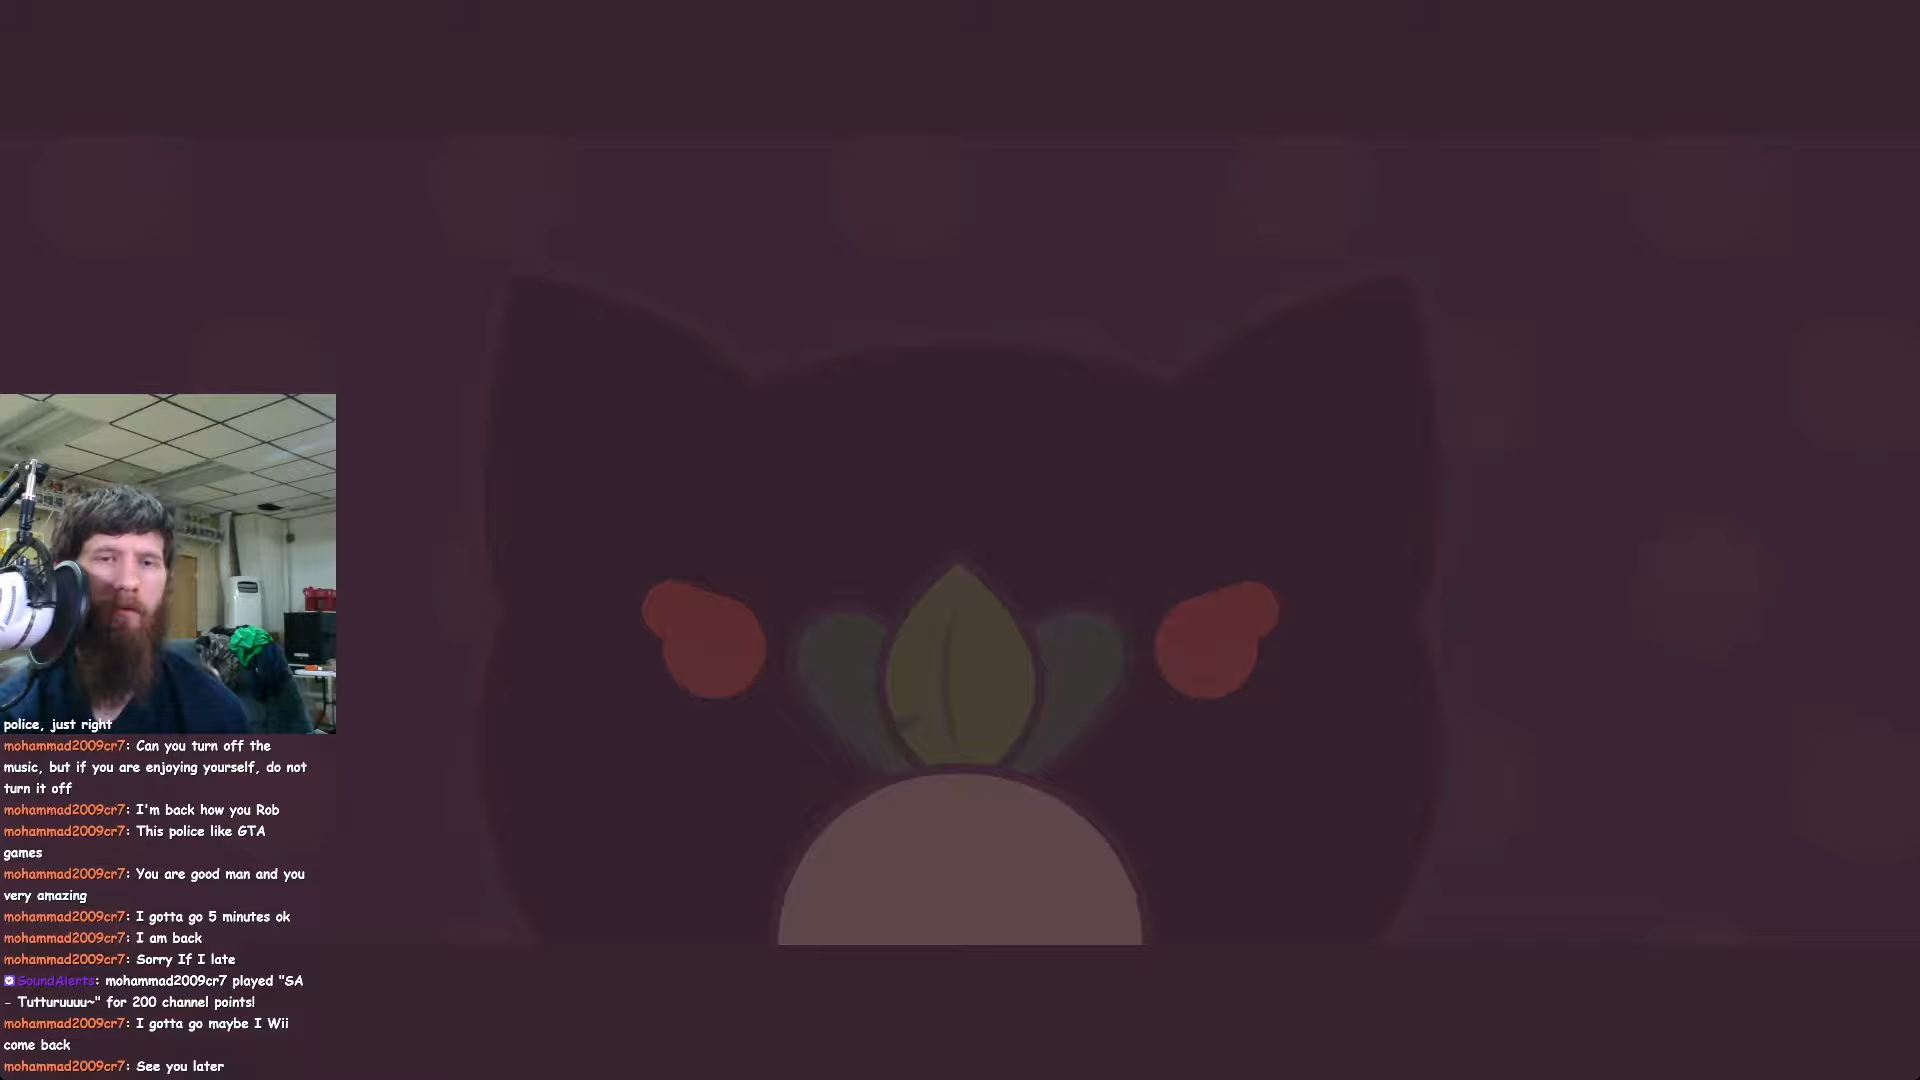 police, just right
mohammad2009cr7: Can you turn off the
music, but if you are enjoying yourself, do not
turn it off
mohammad2009cr7: I'm back how you Rob
mohammad2009cr7: This police like GTA
games
mohammad2009cr7: You are good man and you
very amazing
mohammad2009cr7: I gotta go 5 minutes ok
mohammad2009cr7: I am back
mohammad2009cr7: Sorry If I late
SoundAlerts: mohammad2009cr7 played "SA
- Tutturuuuu~" for 200 channel points!
mohammad2009cr7: I gotta go maybe I Wii
come back
mohammad2009cr7: See you later